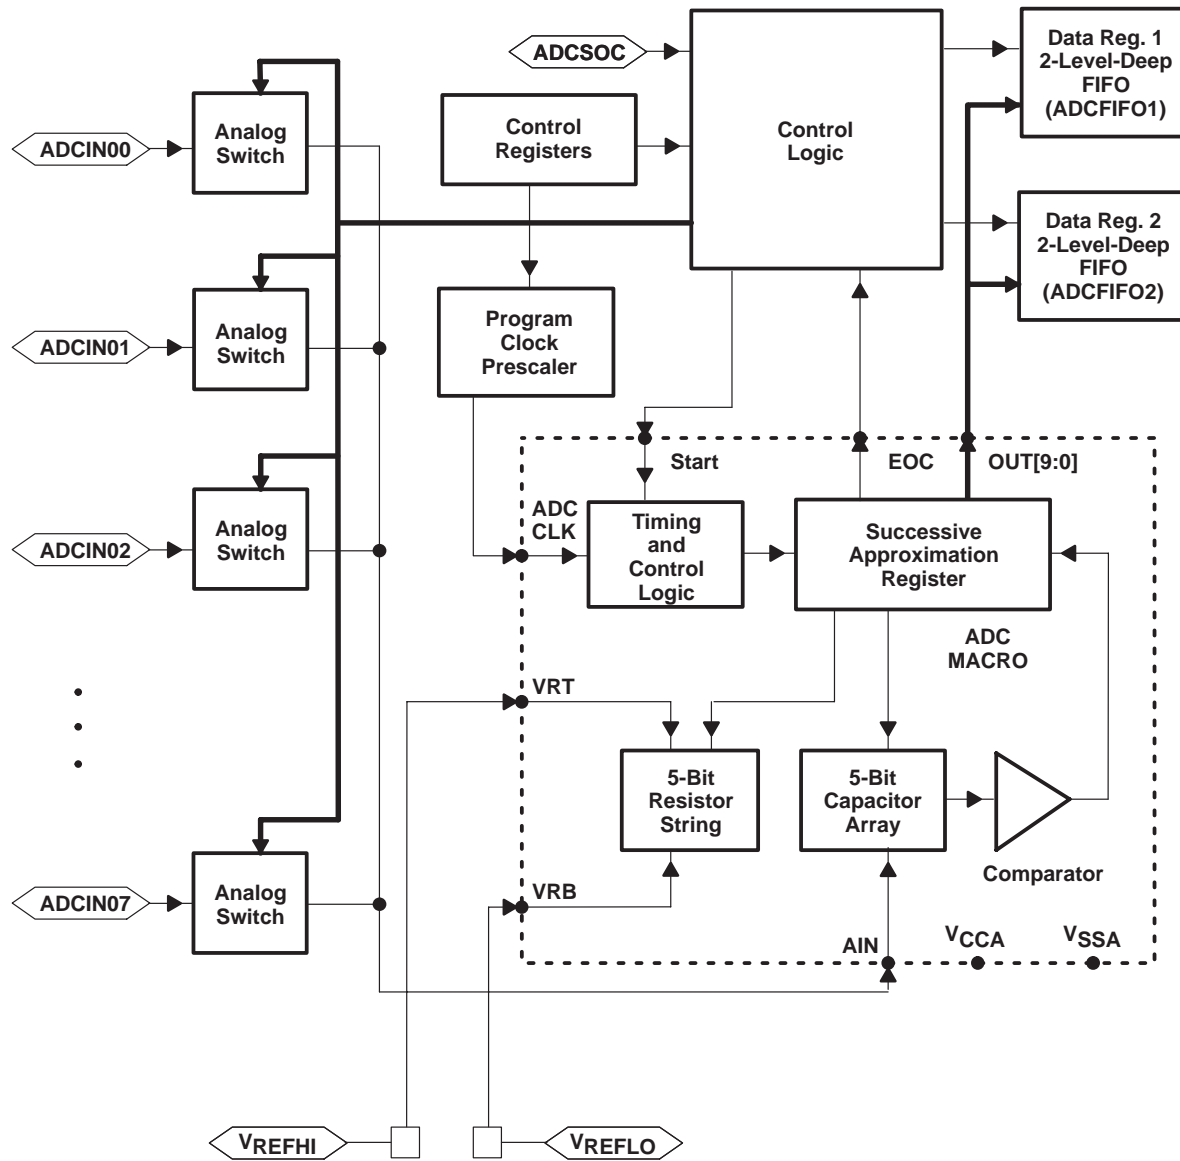 ADCSOC
Control
Logic
Data Reg. 1
2-Level-Deep
FIFO
(ADCFIFO1)
Analog
Switch
ADCIN00
Control
Registers
Data Reg. 2
2-Level-Deep
FIFO
(ADCFIFO2)
Analog
Switch
ADCIN01
Program
Clock
Prescaler
Start
EOC
OUT[9:0]
Analog
Switch
ADCIN02
ADC
CLK
Timing
and
Control
Logic
Successive
Approximation
Register
ADC
MACRO
VRT
5-Bit
Resistor
String
5-Bit
Capacitor
Array
Comparator
Analog
Switch
ADCIN07
VRB
AIN
VCCA
VSSA
VREFHI
VREFLO